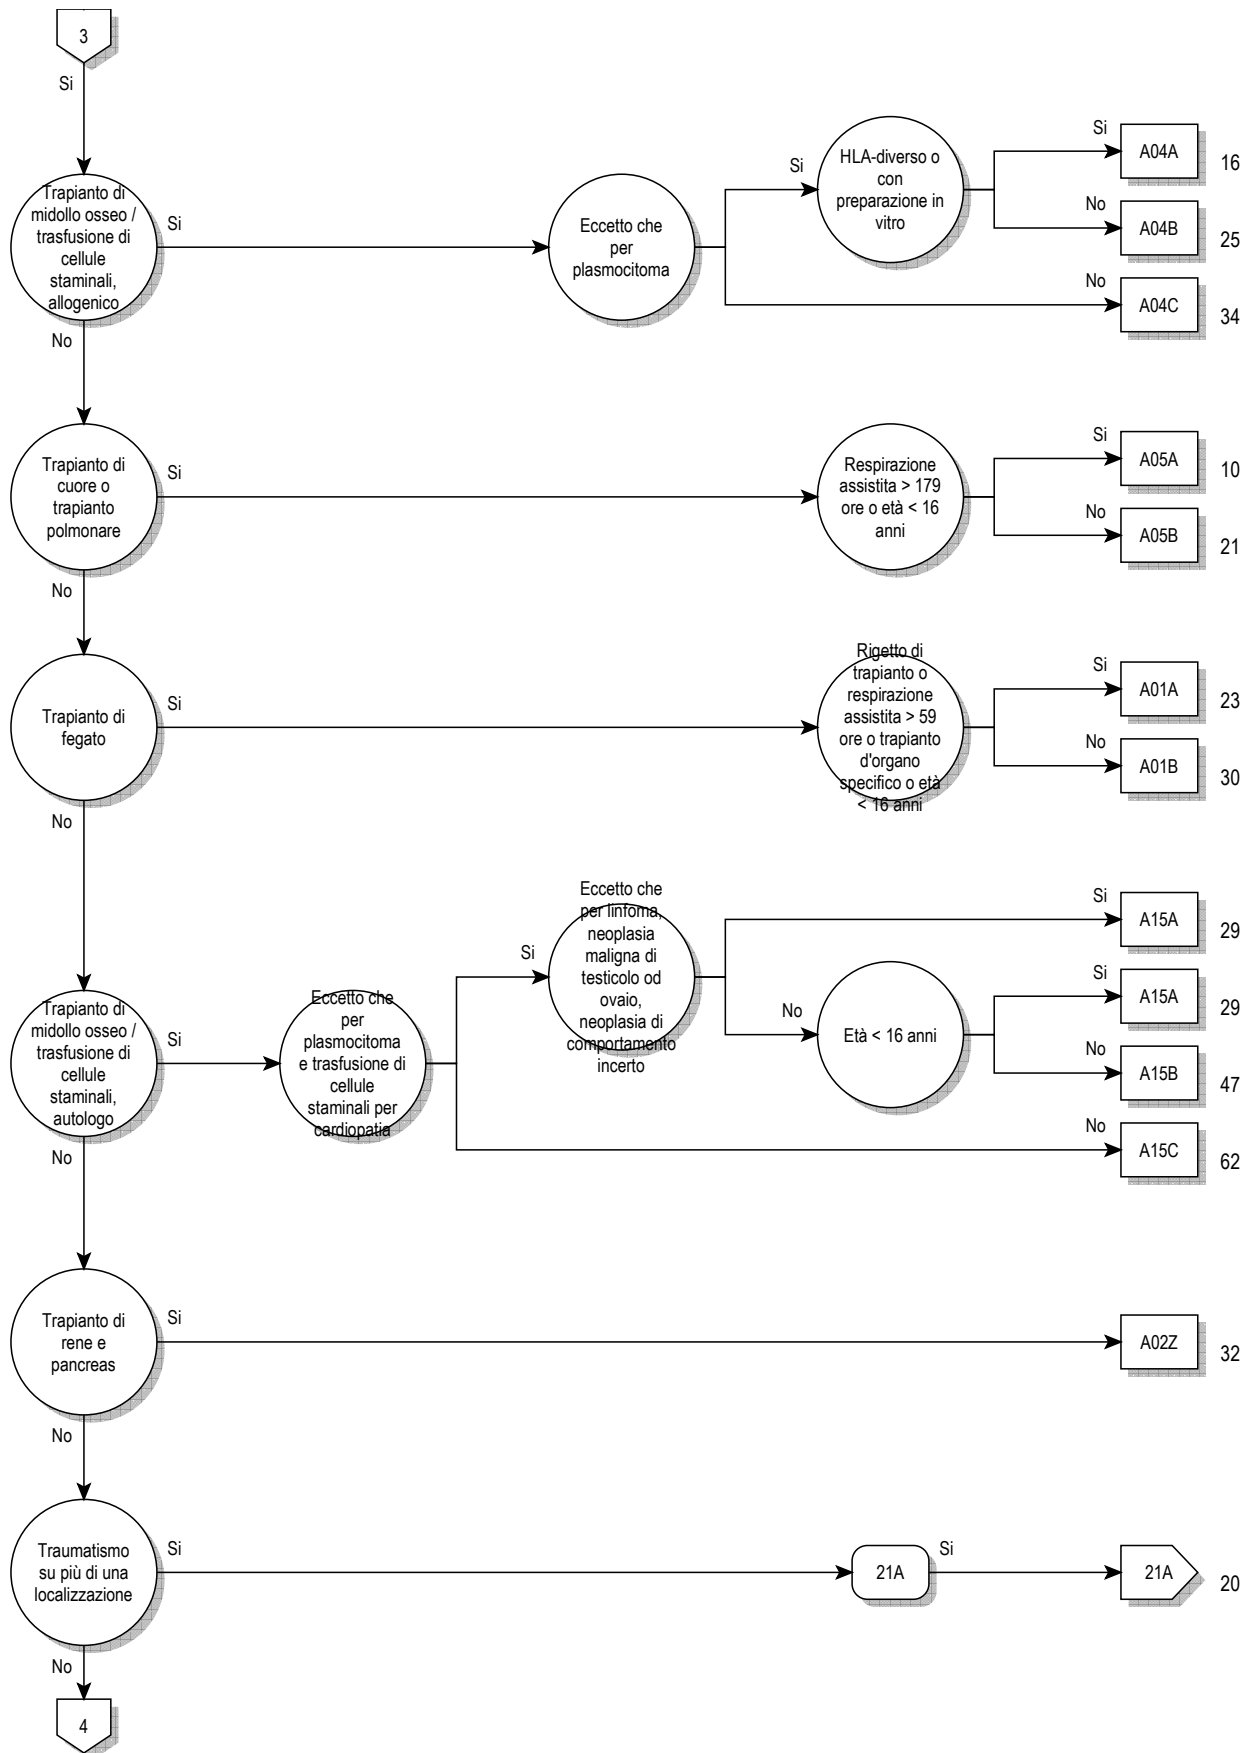 3
Si
Trapianto di
midollo osseo /
trasfusione di
cellule
staminali,
allogenico
Si
Eccetto che
per
plasmocitoma
Si
HLA-diverso o
con
preparazione in
vitro
Si
A04A
16
No
A04B
25
No
A04C
34
No
Trapianto di
cuore o
trapianto
polmonare
Si
Respirazione
assistita > 179
ore o età < 16
anni
Si
A05A
10
No
A05B
21
No
Trapianto di
fegato
Si
Rigetto di
trapianto o
respirazione
assistita > 59
ore o trapianto
d'organo
specifico o età
< 16 anni
Si
A01A
23
No
A01B
30
No
Trapianto di
midollo osseo /
trasfusione di
cellule
staminali,
autologo
Si
Eccetto che
per
plasmocitoma
e trasfusione di
cellule
staminali per
cardiopatia
Si
Eccetto che
per linfoma,
neoplasia
maligna di
testicolo od
ovaio,
neoplasia di
comportamento
incerto
Si
A15A
29
No
Età < 16 anni
Si
A15A
29
No
A15B
47
No
A15C
62
No
Trapianto di
rene e
pancreas
Si
A02Z
32
No
Traumatismo
su più di una
localizzazione
Si
21A
Si
21A
20
No
4